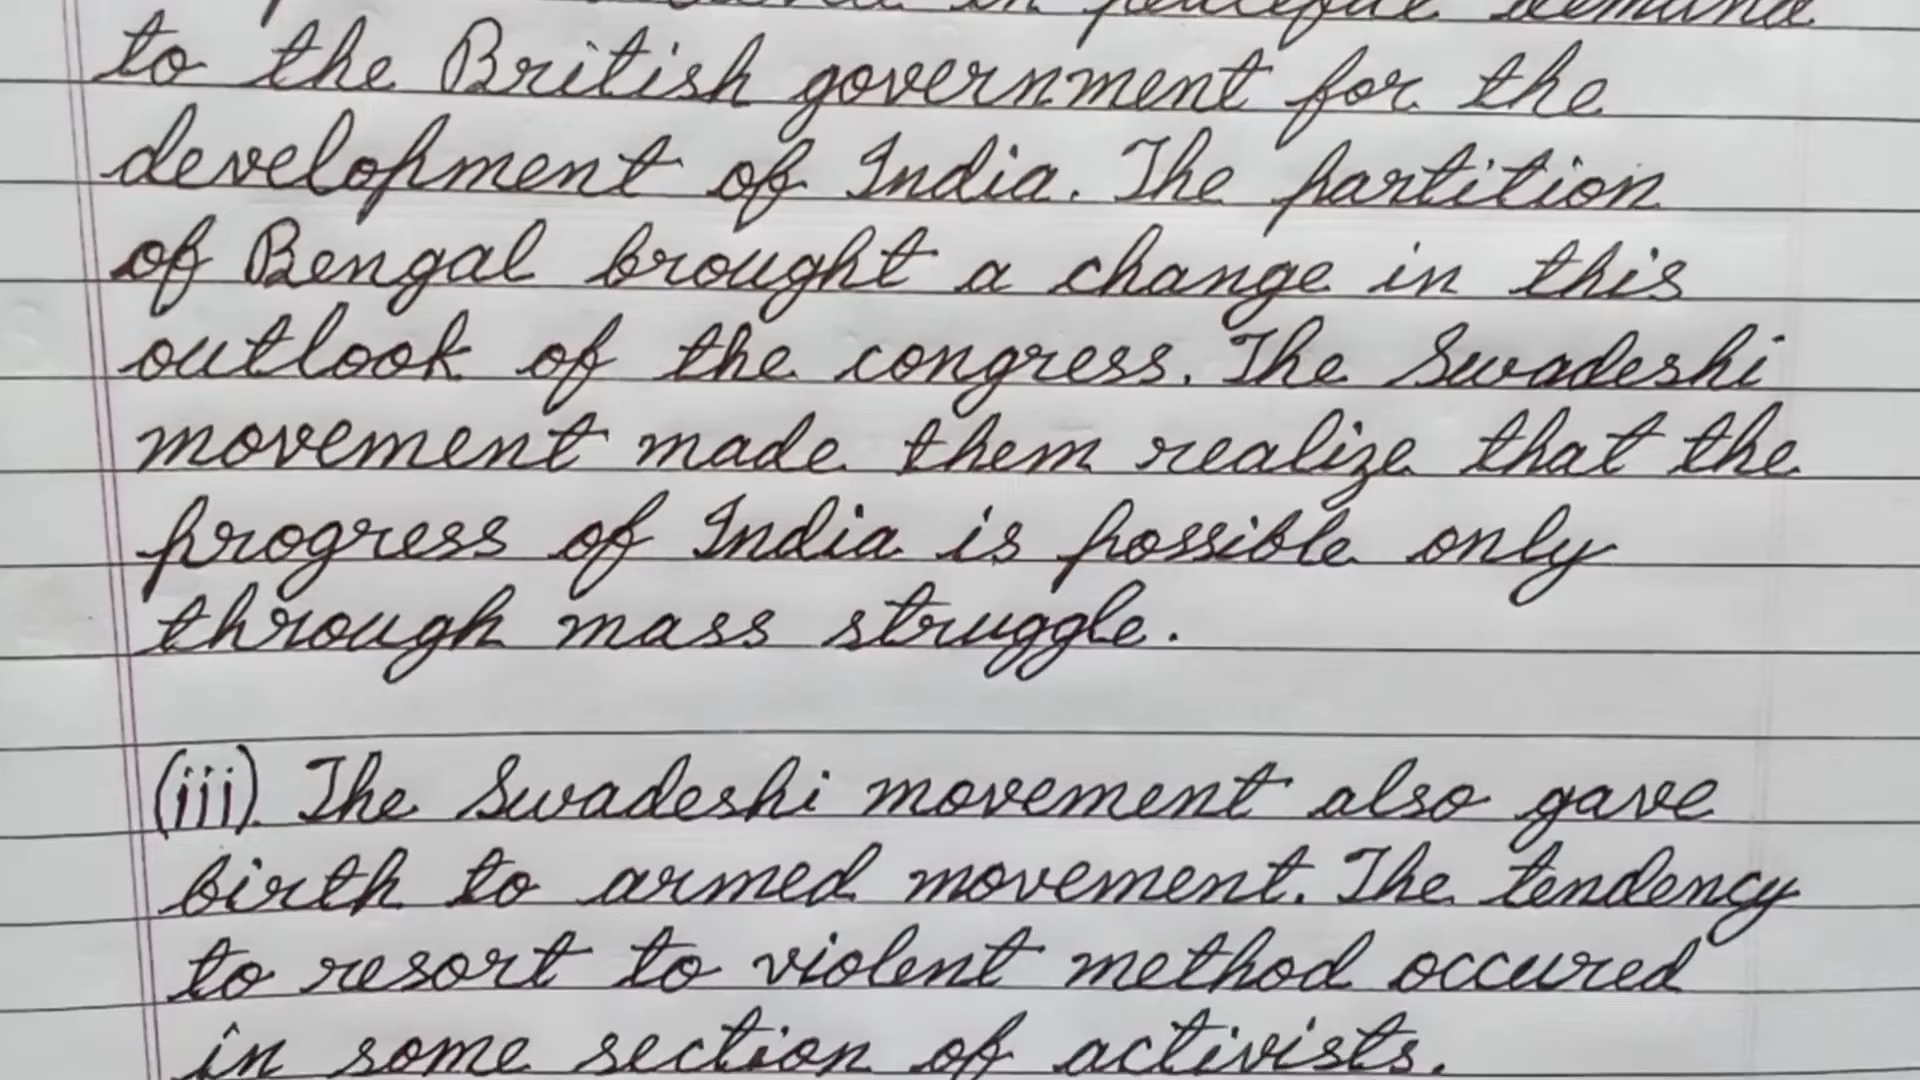 in peaceful demand
to the British government for the
development of India. The partition
of Bengal brought a change in this
outlook of the congress. The Swadeshi
movement made them realize that the
progress of India is possible only
through mass struggle.
(iii) The Swadeshi movement also gave
birth to armed movement. The tendency
to resort to violent method occured
in some section of activists.